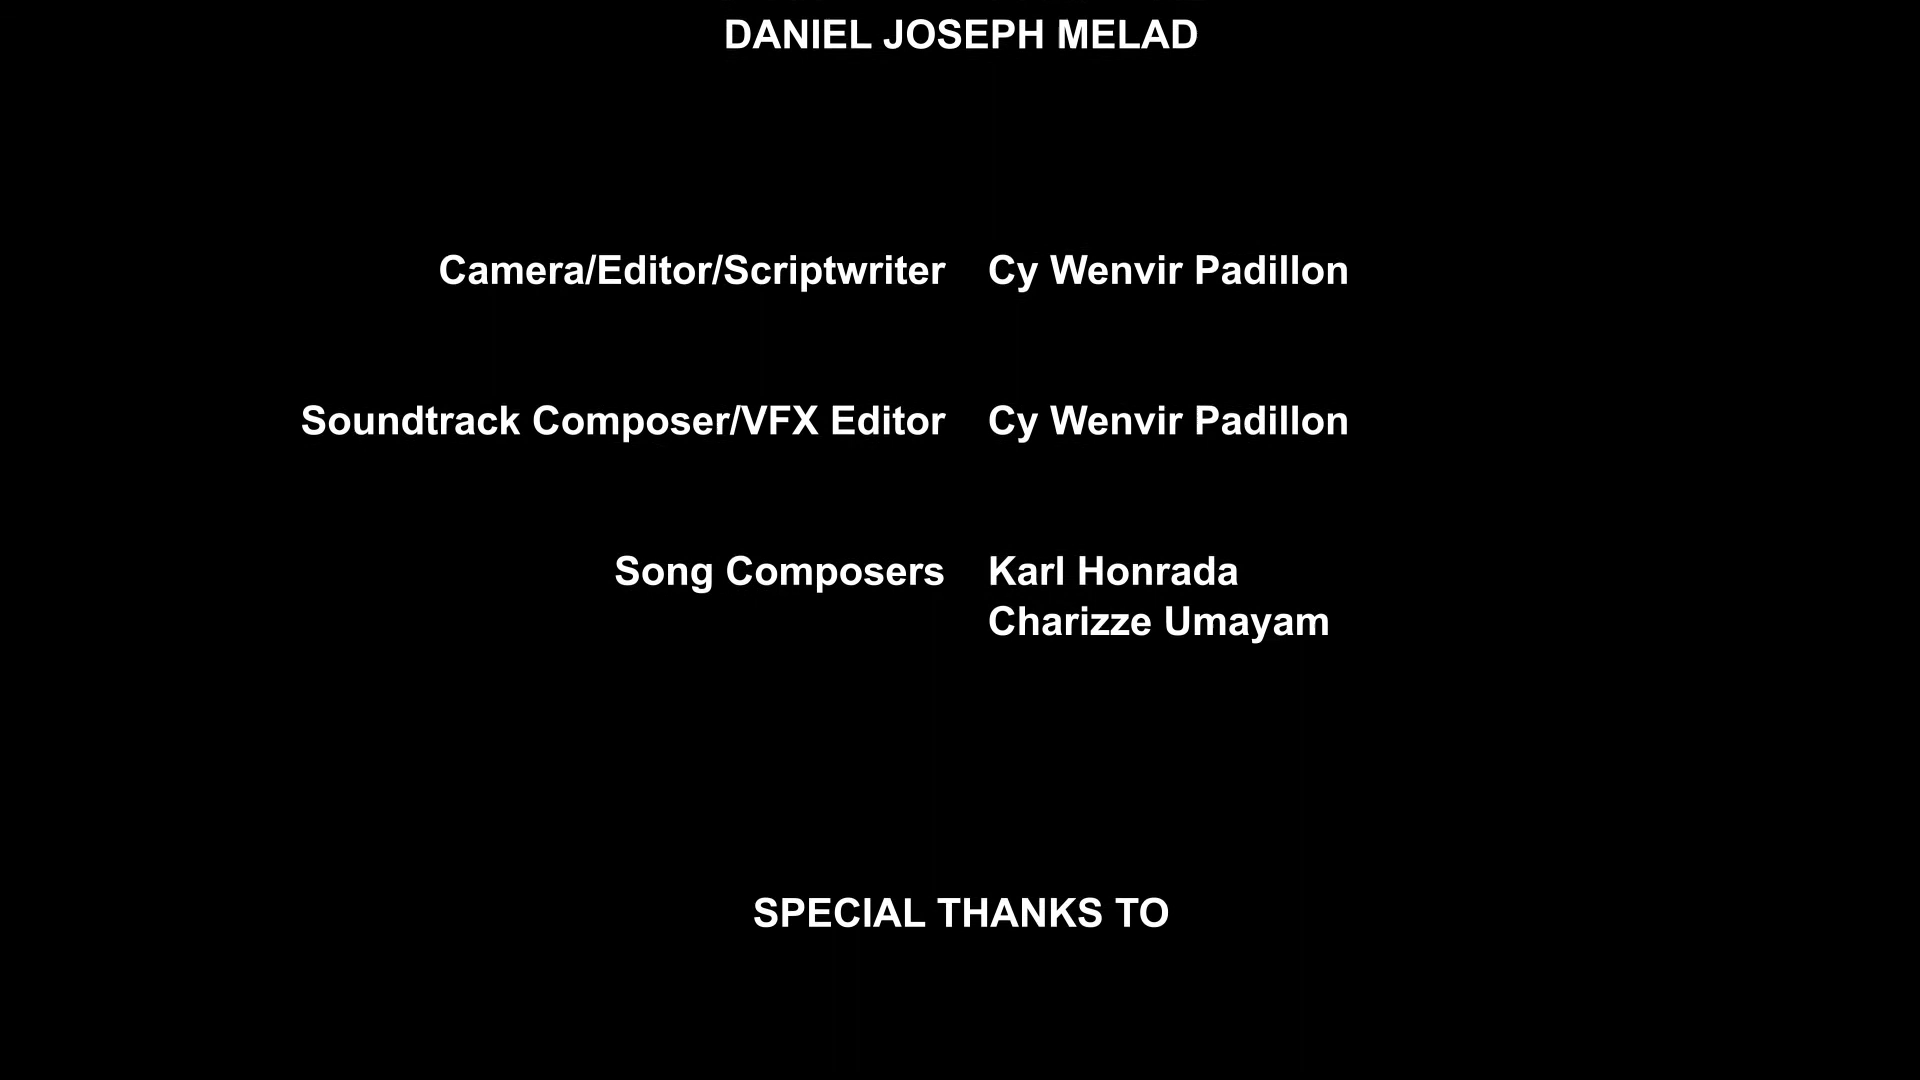 DANIEL JOSEPH MELAD
Camera/Editor/Scriptwriter Cy Wenvir Padillon
Soundtrack Composer/VFX Editor Cy Wenvir Padillon
Song Composers Karl Honrada
Charizze Umayam
SPECIAL THANKS TO